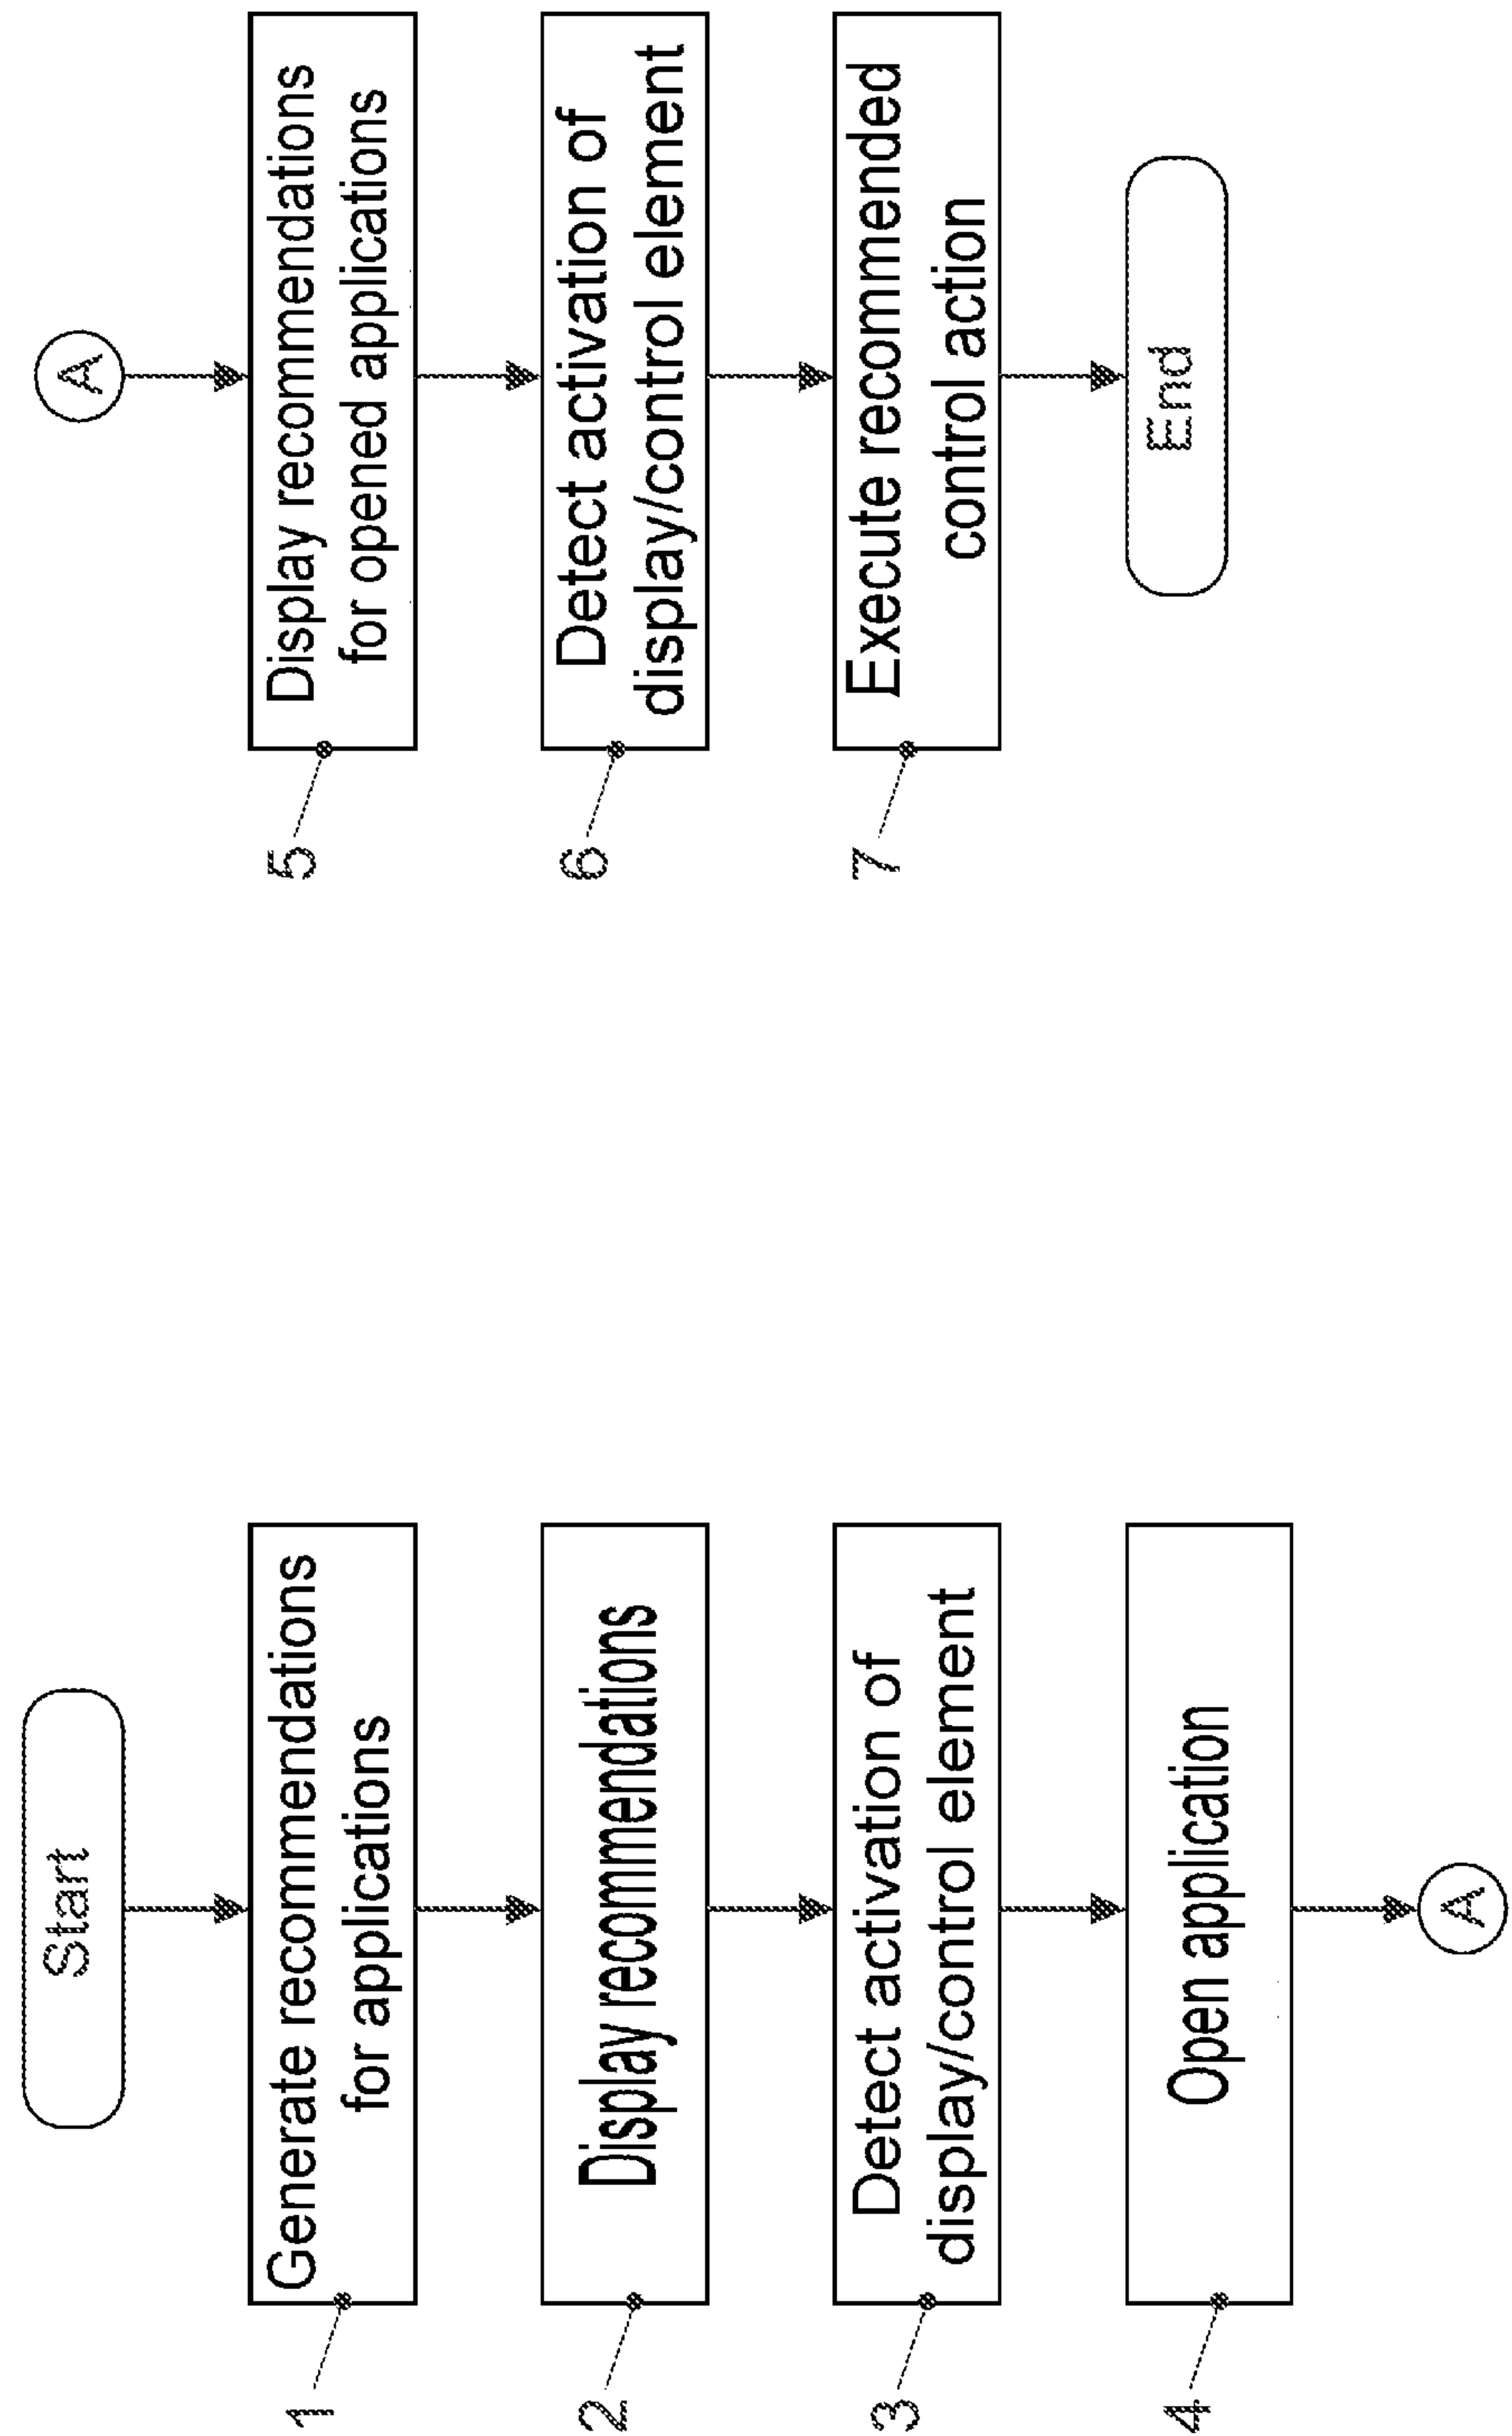 Start
1
Generate recommendations
for applications
2
Display recommendations
3
Detect activation of
display/control element
4
Open application
A
A
5
Display recommendations
for opened applications
6
Detect activation of
display/control element
7
Execute recommended
control action
End